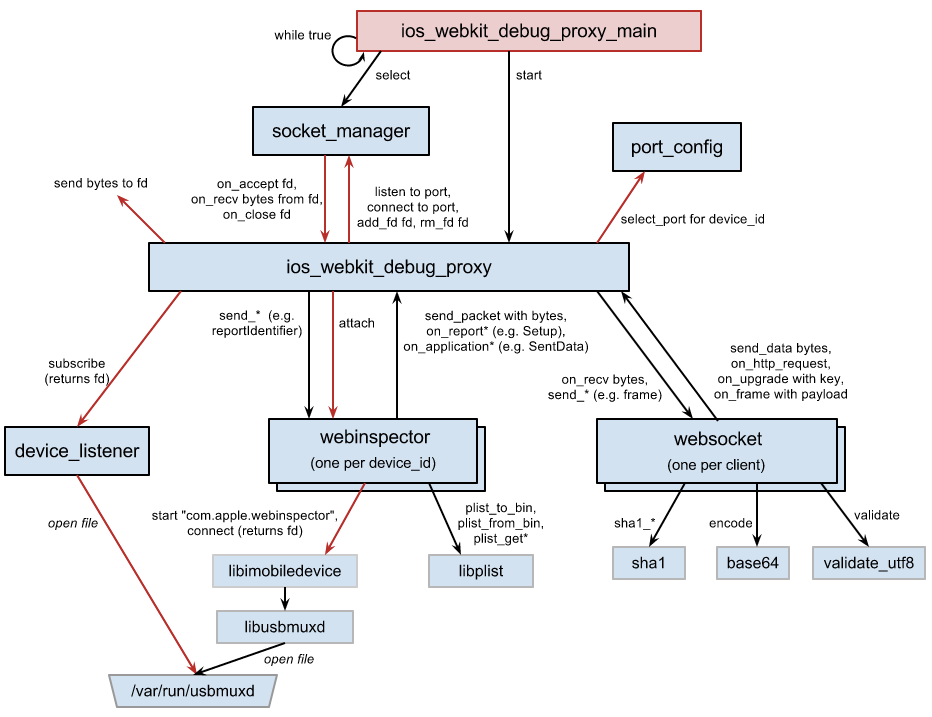 ios_webkit_debug_proxy_main
while true
select
start
socket_manager
port_config
send bytes to fd
on_accept fd,
on_recv bytes from fd,
on_close fd
listen to port,
connect to port,
add_fd fd, rm_fd fd
select_port for device_id
ios_webkit_debug_proxy
send_* (e.g.
reportIdentifier)
attach
send_packet with bytes,
on_report* (e.g. Setup),
on_application* (e.g. SentData)
subscribe
(returns fd)
on_recv bytes,
send_* (e.g. frame)
send_data bytes,
on_http_request,
on_upgrade with key,
on_frame with payload
device_listener
webinspector
(one per device_id)
websocket
(one per client)
open file
start "com.apple.webinspector",
connect (returns fd)
plist_to_bin,
plist_from_bin,
plist_get*
sha1_*
encode
validate
libimobiledevice
libplist
sha1
base64
validate_utf8
libusbmuxd
open file
/var/run/usbmuxd